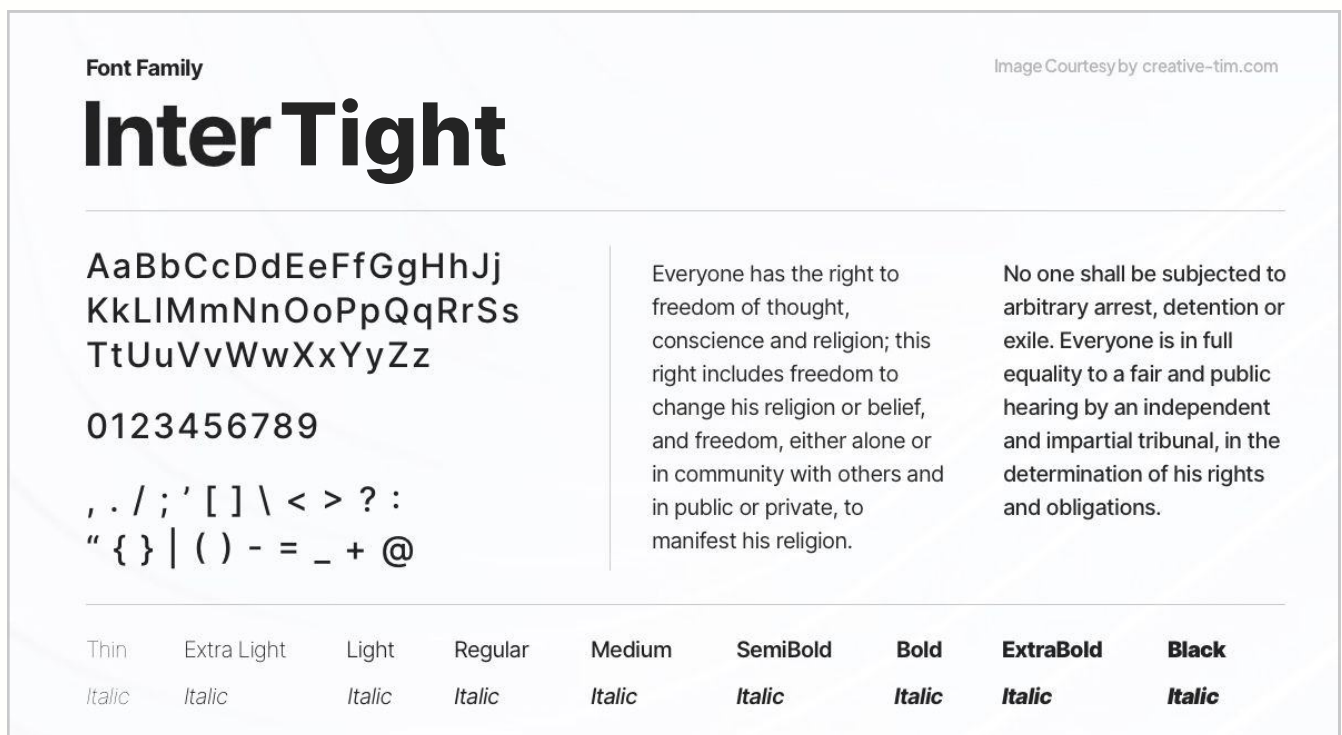 Font Family
Image Courtesy by creative-tim.com
Inter Tight
AaBbCcDdEeFfGgHhJj
KkLlMmNnOoPpQqRrSs
TtUuVvWwXxYyZz
0123456789
, . / ; ’ [ ] \ < > ? :
“ { } | ( ) - = _ + @
Everyone has the right to
freedom of thought,
conscience and religion; this
right includes freedom to
change his religion or belief,
and freedom, either alone or
in community with others and
in public or private, to
manifest his religion.
No one shall be subjected to
arbitrary arrest, detention or
exile. Everyone is in full
equality to a fair and public
hearing by an independent
and impartial tribunal, in the
determination of his rights
and obligations.
Thin Extra Light Light Regular Medium SemiBold Bold ExtraBold Black
Italic Italic Italic Italic Italic Italic Italic Italic Italic